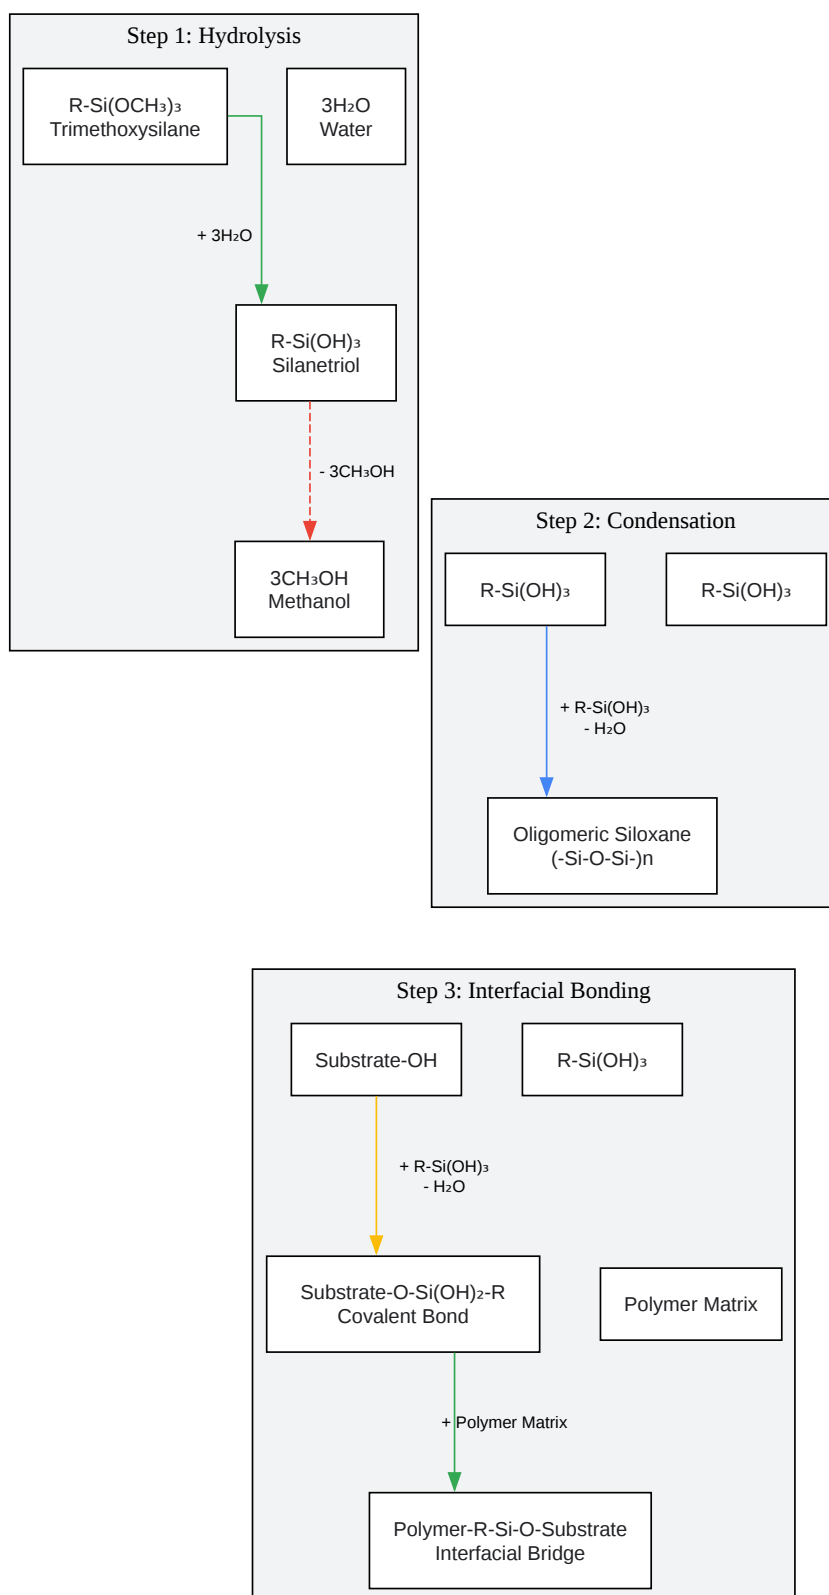 Step 1: Hydrolysis
R-Si(OCH₃)₃
Trimethoxysilane
3H₂O
Water
+ 3H₂O
R-Si(OH)₃
Silanetriol
- 3CH₃OH
3CH₃OH
Methanol
Step 2: Condensation
R-Si(OH)₃
R-Si(OH)₃
+ R-Si(OH)₃
- H₂O
Oligomeric Siloxane
(-Si-O-Si-)n
Step 3: Interfacial Bonding
Substrate-OH
R-Si(OH)₃
+ R-Si(OH)₃
- H₂O
Substrate-O-Si(OH)₂-R
Covalent Bond
Polymer Matrix
+ Polymer Matrix
Polymer-R-Si-O-Substrate
Interfacial Bridge